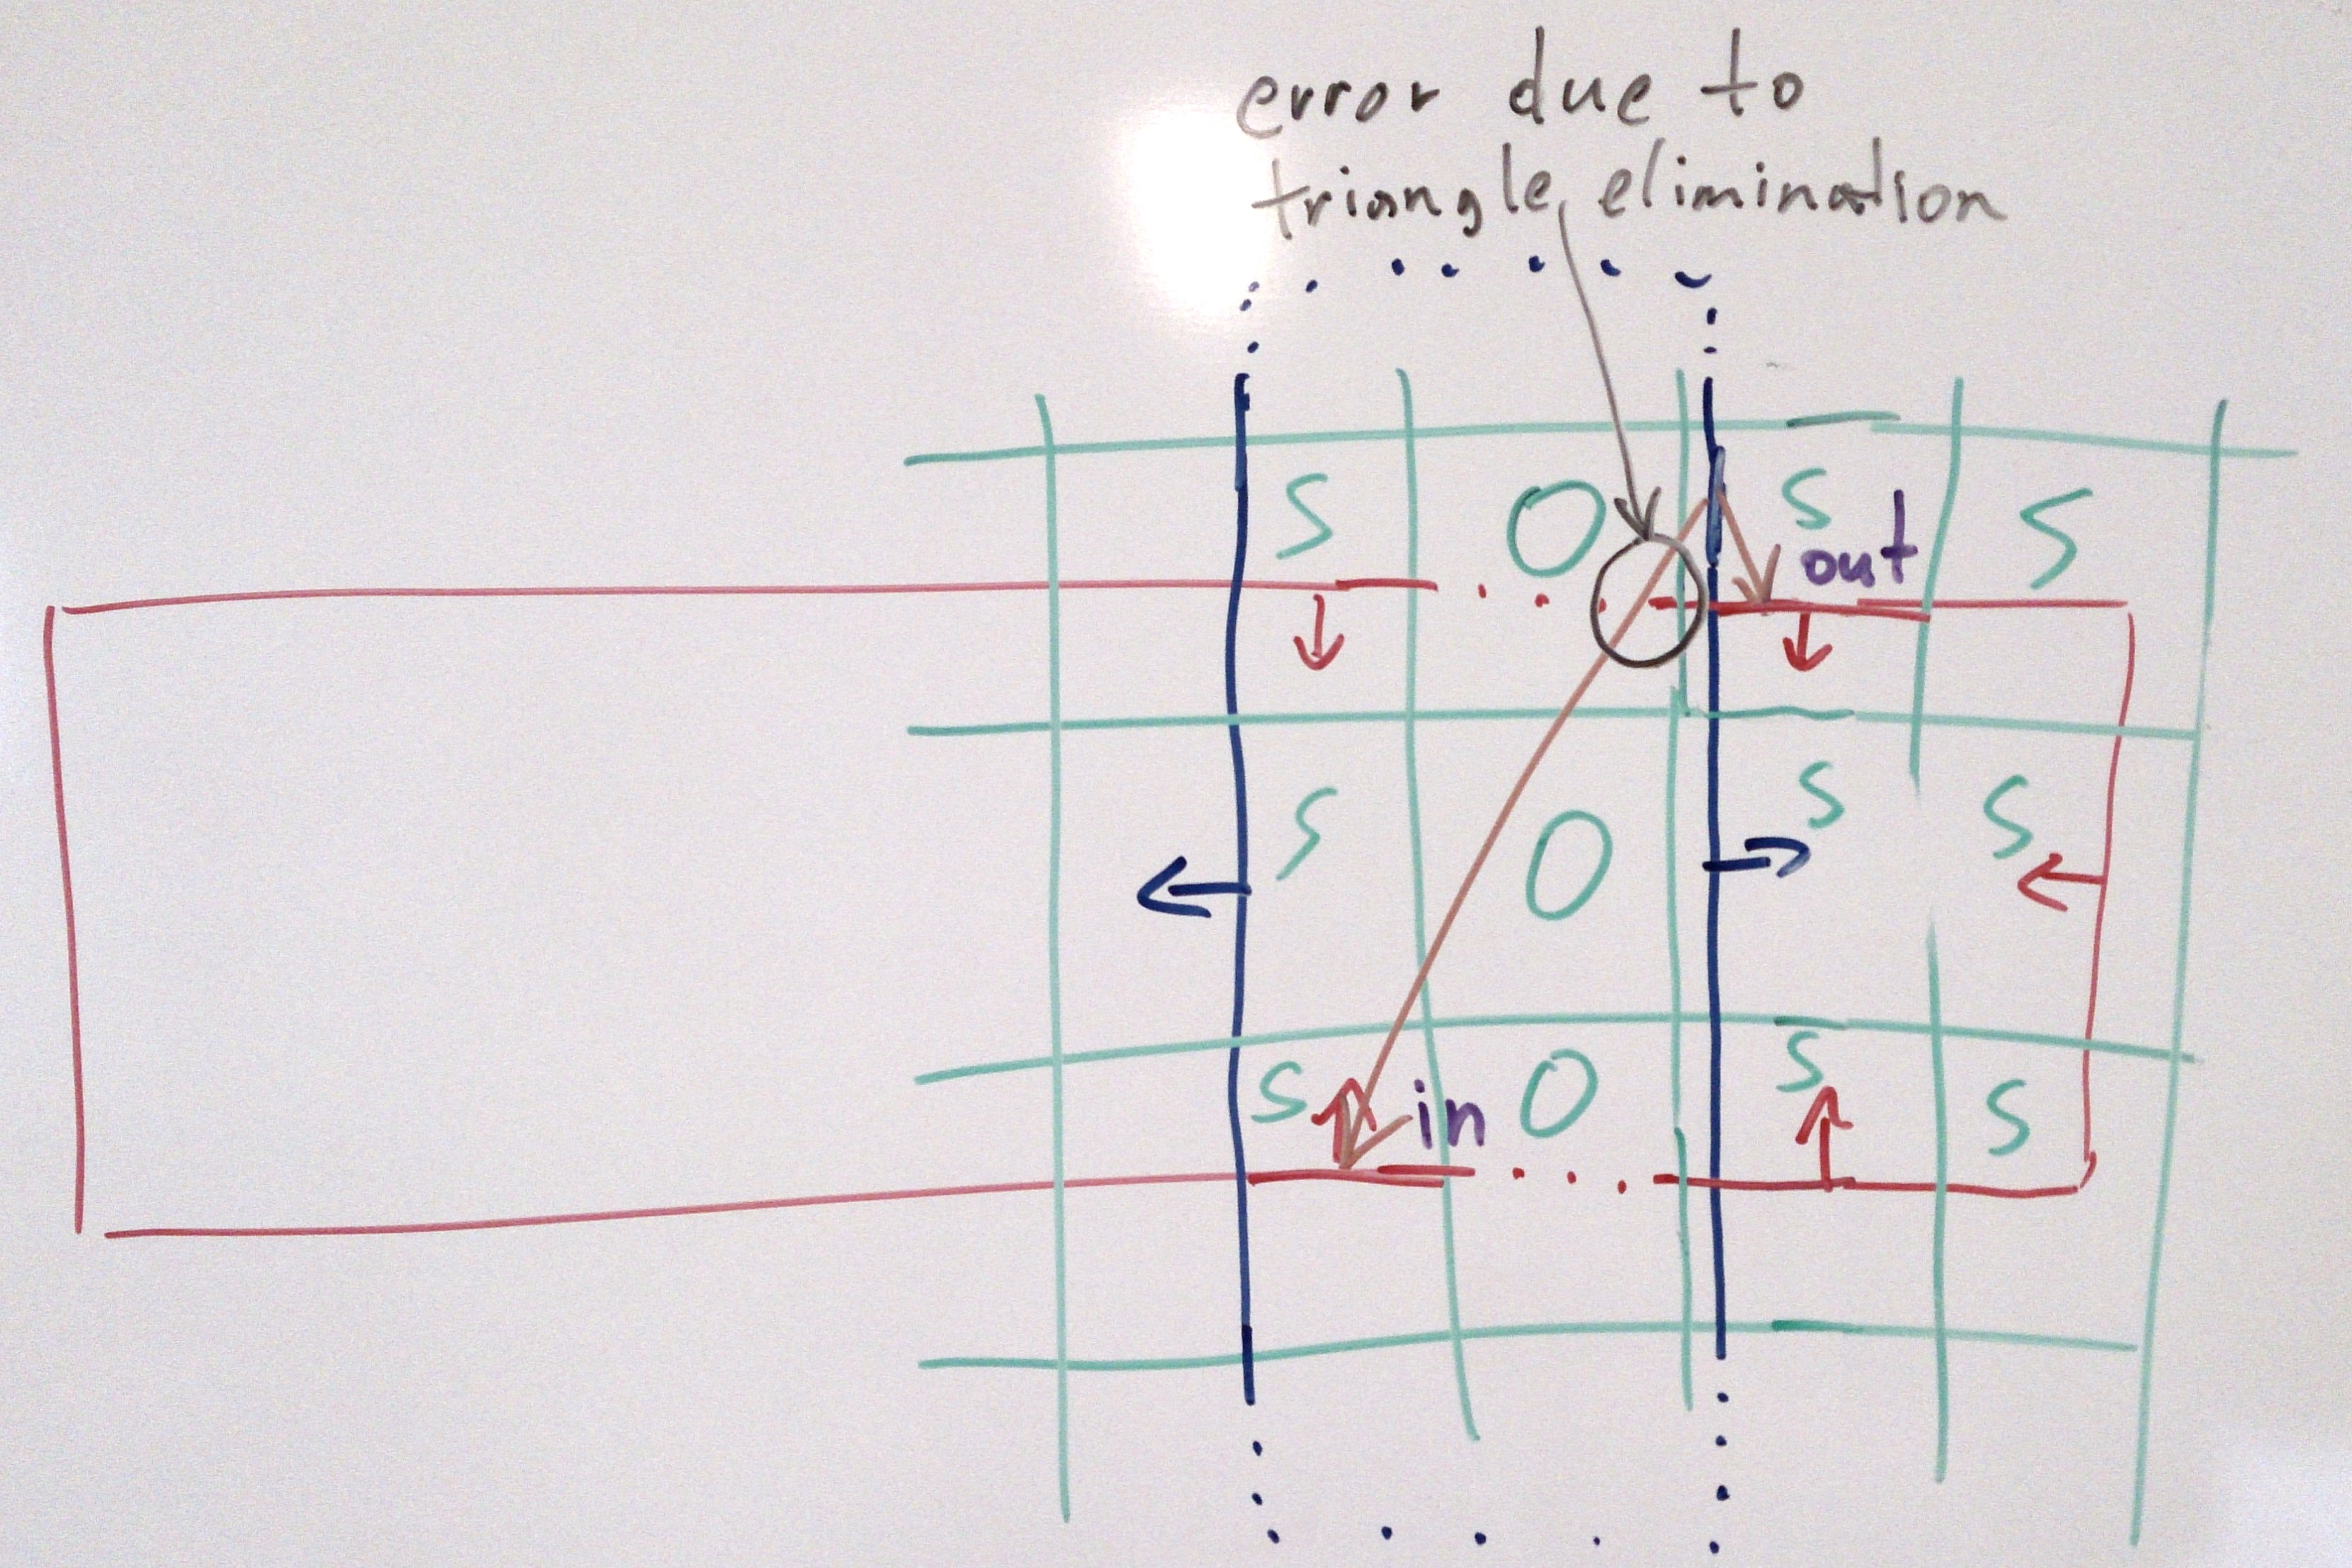 error due to
triangle elimination
S O S S
out
S O S S
S O S S
in